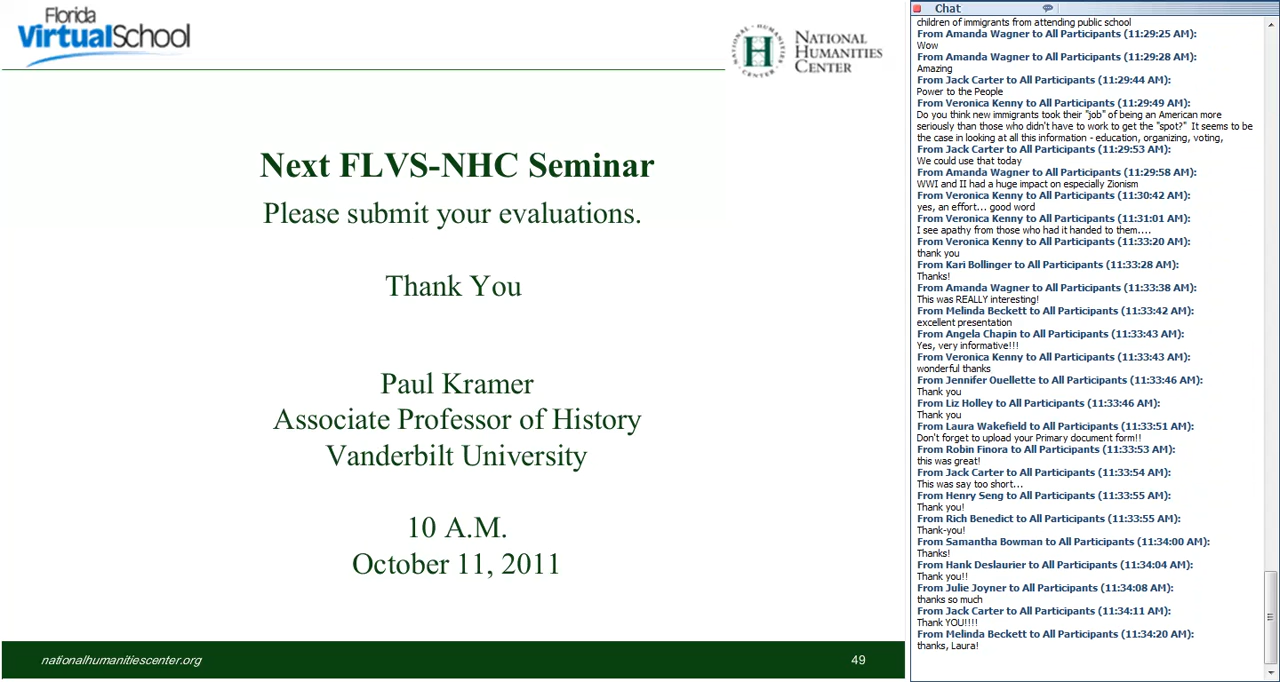 Florida
VirtualSchool
NATIONAL
HUMANITIES
CENTER
Next FLVS-NHC Seminar
Please submit your evaluations.
Thank You
Paul Kramer
Associate Professor of History
Vanderbilt University
10 A.M.
October 11, 2011
nationalhumanitiescenter.org
49
Chat
children of immigrants from attending public school
From Amanda Wagner to All Participants (11:29:25 AM):
Wow
From Amanda Wagner to All Participants (11:29:28 AM):
Amazing
From Jack Carter to All Participants (11:29:44 AM):
Power to the People
From Veronica Kenny to All Participants (11:29:49 AM):
Do you think new immigrants took their "job" of being an American more
seriously than those who didn't have to work to get the "spot?" It seems to be
the case in looking at all this information - education, organizing, voting,
From Jack Carter to All Participants (11:29:53 AM):
We could use that today
From Amanda Wagner to All Participants (11:29:58 AM):
WWI and II had a huge impact on especially Zionism
From Veronica Kenny to All Participants (11:30:42 AM):
yes, an effort... good word
From Veronica Kenny to All Participants (11:31:01 AM):
I see apathy from those who had it handed to them....
From Veronica Kenny to All Participants (11:33:20 AM):
thank you
From Kari Bollinger to All Participants (11:33:28 AM):
Thanks!
From Amanda Wagner to All Participants (11:33:38 AM):
This was REALLY interesting!
From Melinda Beckett to All Participants (11:33:42 AM):
excellent presentation
From Angela Chapin to All Participants (11:33:43 AM):
Yes, very informative!!!
From Veronica Kenny to All Participants (11:33:43 AM):
wonderful thanks
From Jennifer Ouellette to All Participants (11:33:46 AM):
Thank you
From Liz Holley to All Participants (11:33:46 AM):
Thank you
From Laura Wakefield to All Participants (11:33:51 AM):
Don't forget to upload your Primary document form!!
From Robin Finora to All Participants (11:33:53 AM):
this was great!
From Jack Carter to All Participants (11:33:54 AM):
This was say too short...
From Henry Seng to All Participants (11:33:55 AM):
Thank you!
From Rich Benedict to All Participants (11:33:55 AM):
Thank-you!
From Samantha Bowman to All Participants (11:34:00 AM):
Thanks!
From Hank Deslaurier to All Participants (11:34:04 AM):
Thank you!!
From Julie Joyner to All Participants (11:34:08 AM):
thanks so much
From Jack Carter to All Participants (11:34:11 AM):
Thank YOU!!!!
From Melinda Beckett to All Participants (11:34:20 AM):
thanks, Laura!